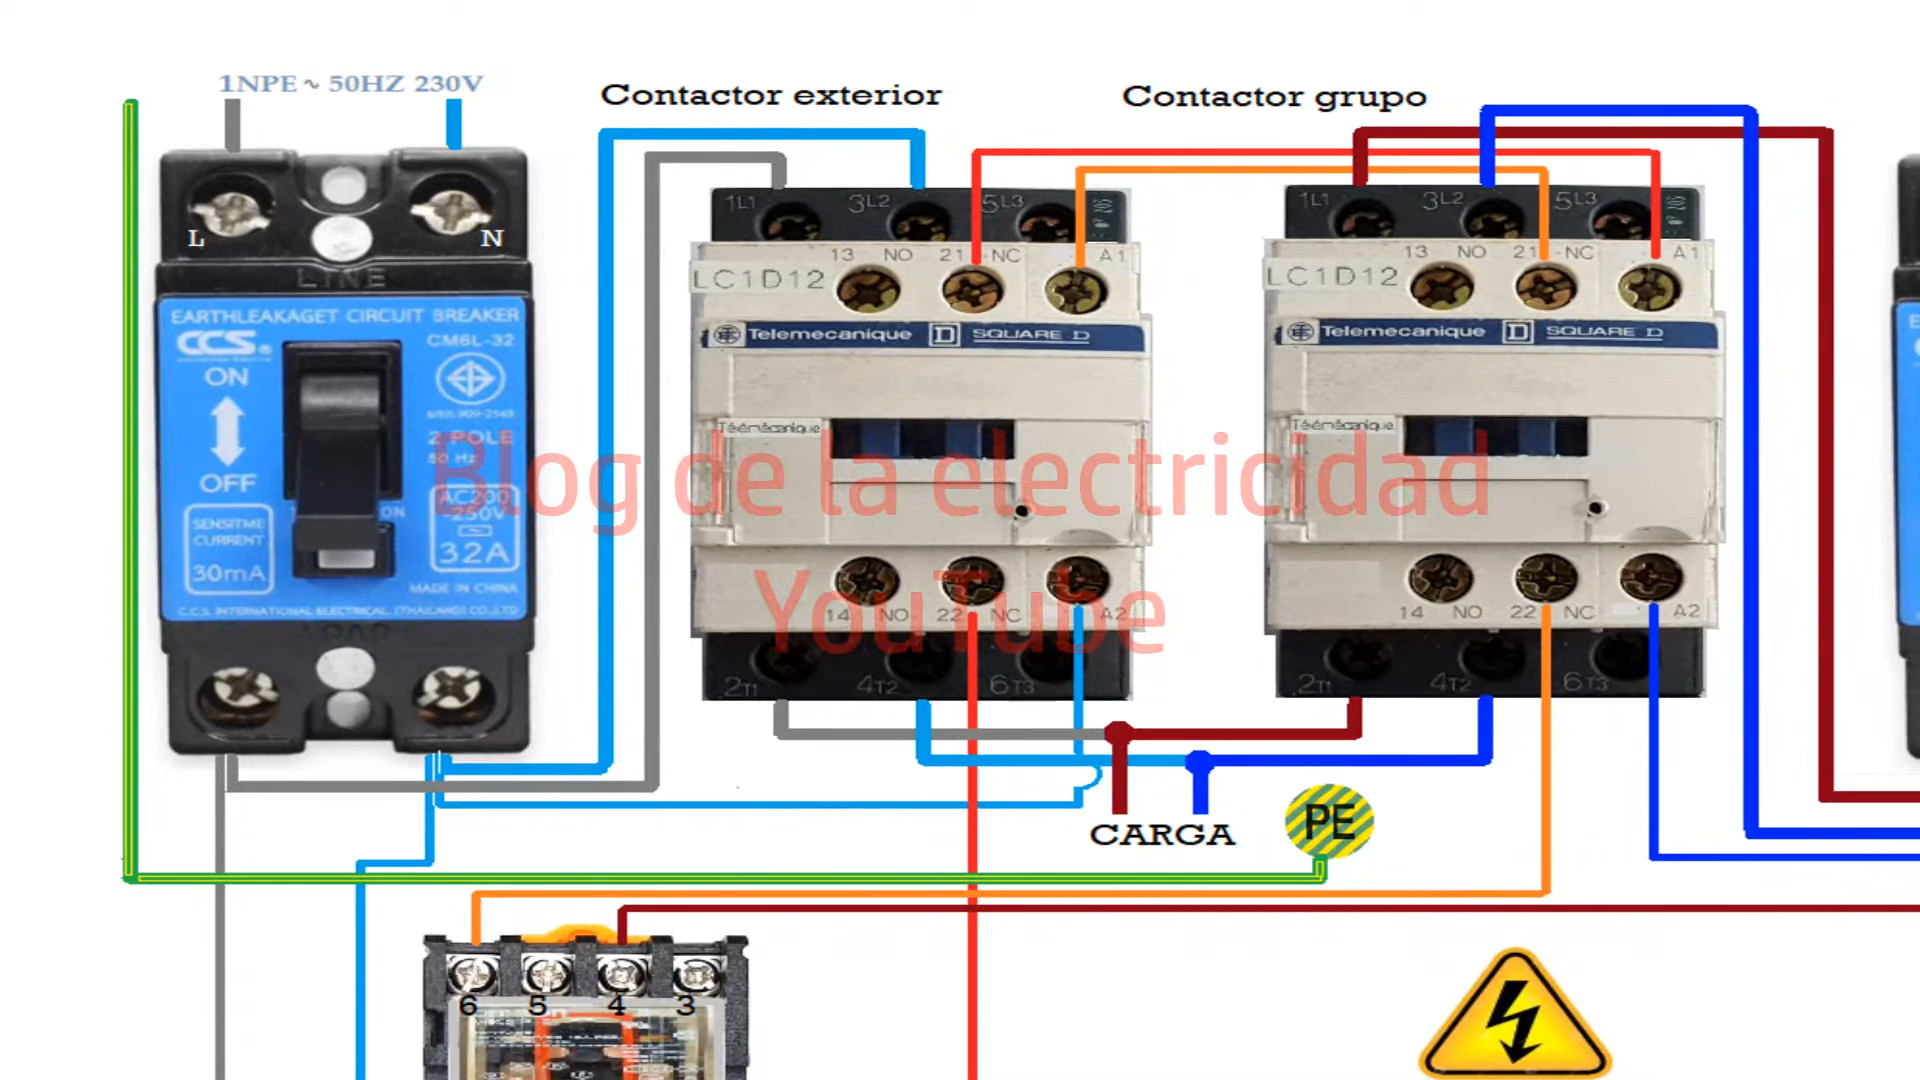 1NPE ~ 50HZ 230V
Contactor exterior
Contactor grupo
L
N
LINE
EARTHLEAKAGET CIRCUIT BREAKER
CCS®
CM6L-32
ON
OFF
2 POLE
50 Hz
ON
AC200
-250V
32A
SENSITME
CURRENT
30mA
MADE IN CHINA
C.C.S. INTERNATIONAL ELECTRICAL (THAILAND) CO.,LTD
LOAD
1L1 3L2 5L3
13 NO 21 NC A1
LC1D12
Telemecanique D SQUARE D
Télémécanique
14 NO 22 NC A2
2T1 4T2 6T3
1L1 3L2 5L3
13 NO 21 NC A1
LC1D12
Telemecanique D SQUARE D
Télémécanique
14 NO 22 NC A2
2T1 4T2 6T3
Blog de la electricidad
YouTube
CARGA
PE
6 5 4 3
E